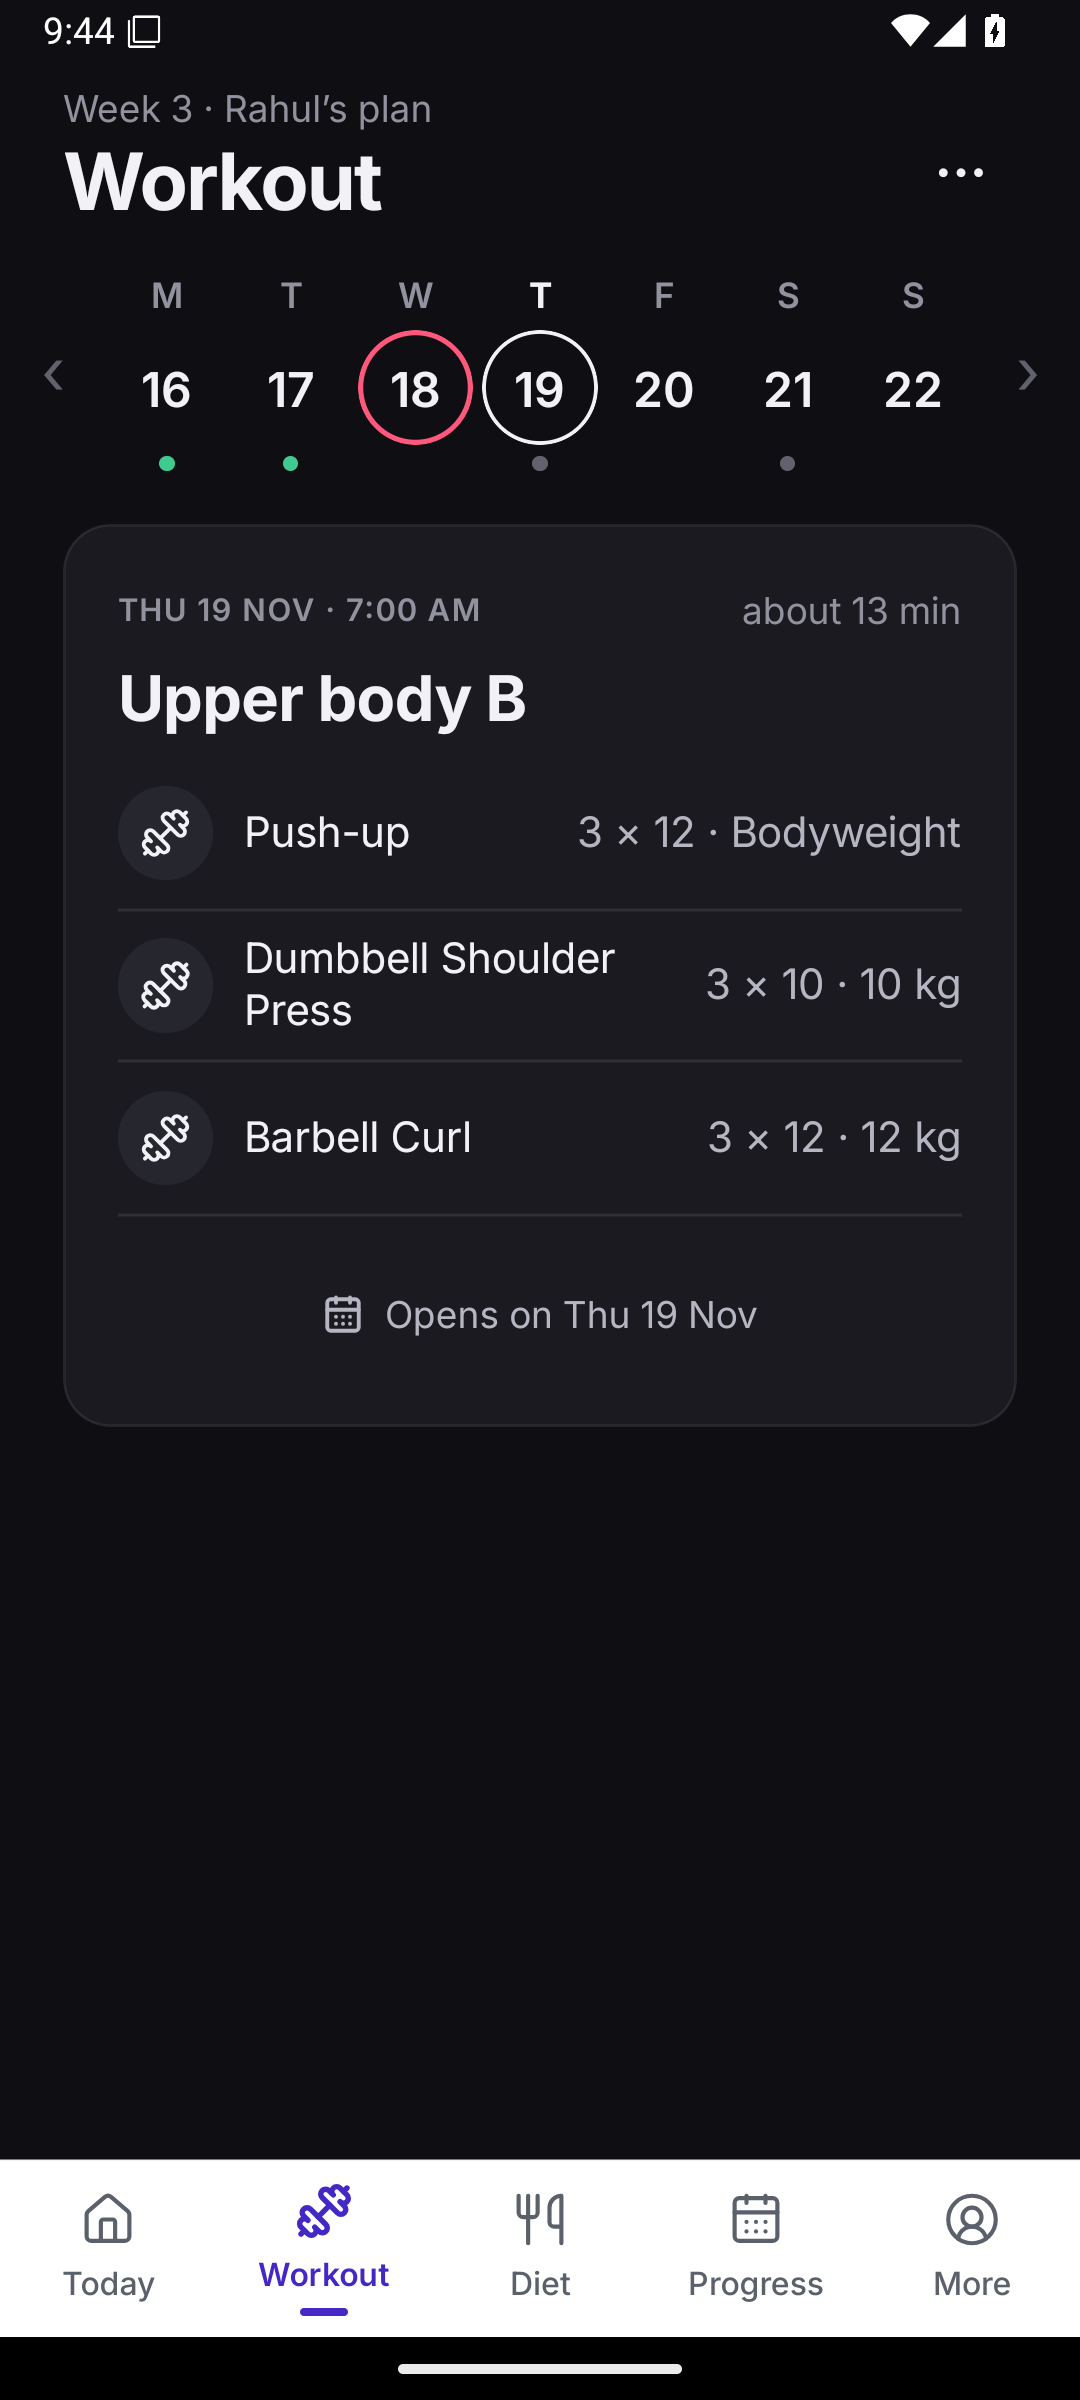 9:44
Week 3 · Rahul’s plan
Workout
M T W T F S S
16 17 18 19 20 21 22
THU 19 NOV · 7:00 AM about 13 min
Upper body B
Push-up 3 × 12 · Bodyweight
Dumbbell Shoulder
Press 3 × 10 · 10 kg
Barbell Curl 3 × 12 · 12 kg
Opens on Thu 19 Nov
Today Workout Diet Progress More